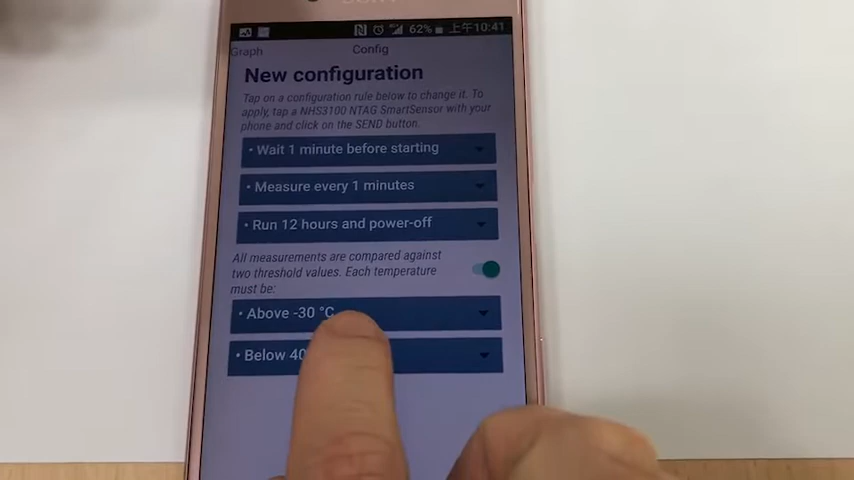 62% 上午10:41
Graph Config
New configuration
Tap on a configuration rule below to change it. To
apply, tap a NHS3100 NTAG SmartSensor with your
phone and click on the SEND button.
• Wait 1 minute before starting
• Measure every 1 minutes
• Run 12 hours and power-off
All measurements are compared against
two threshold values. Each temperature
must be:
• Above -30 °C
• Below 40